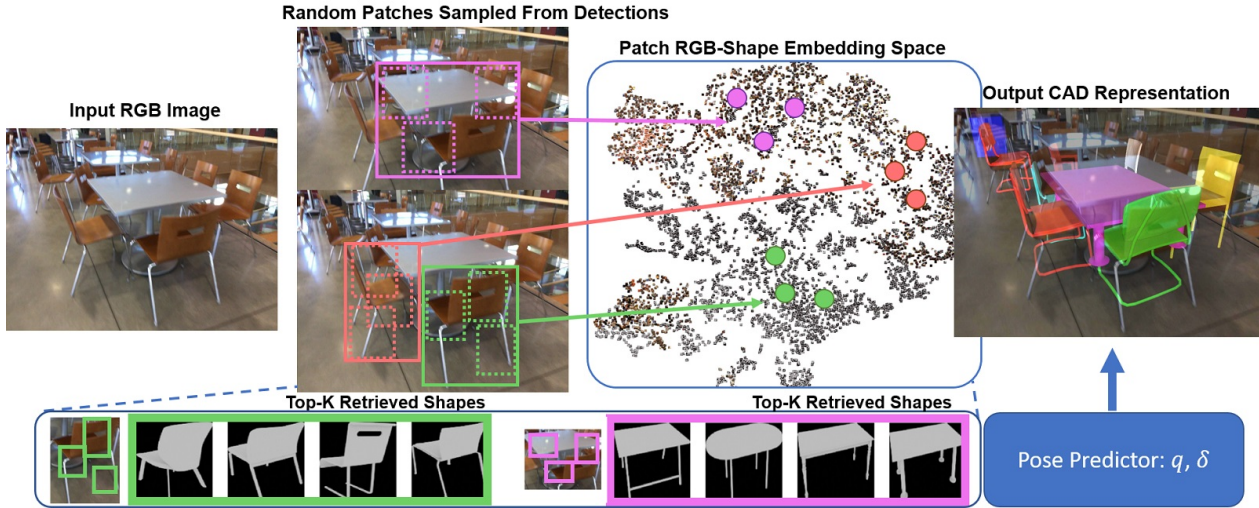 Random Patches Sampled From Detections
Patch RGB-Shape Embedding Space
Input RGB Image
Output CAD Representation
Top-K Retrieved Shapes
Top-K Retrieved Shapes
Pose Predictor: q, δ